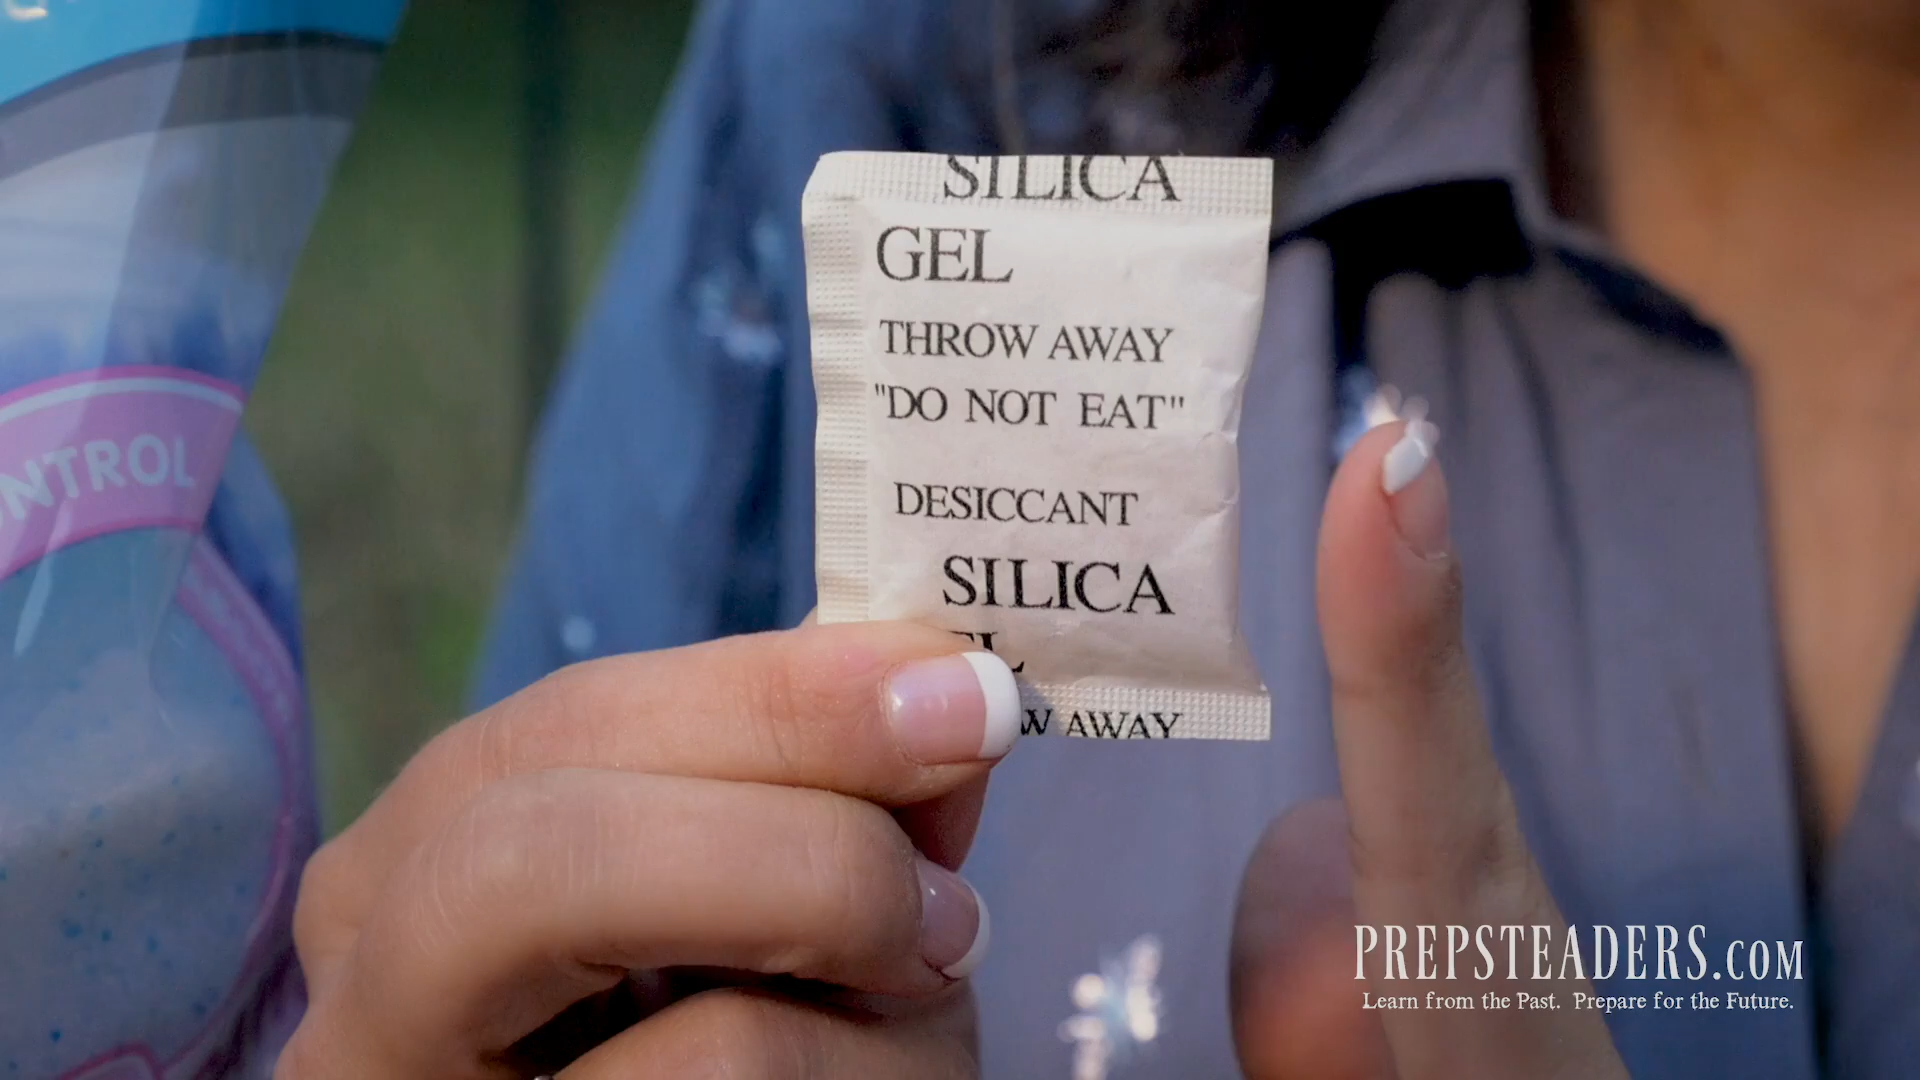 SILICA
GEL
THROW AWAY
"DO NOT EAT"
DESICCANT
SILICA
EL
W AWAY
NTROL
PREPSTEADERS.COM
Learn from the Past. Prepare for the Future.